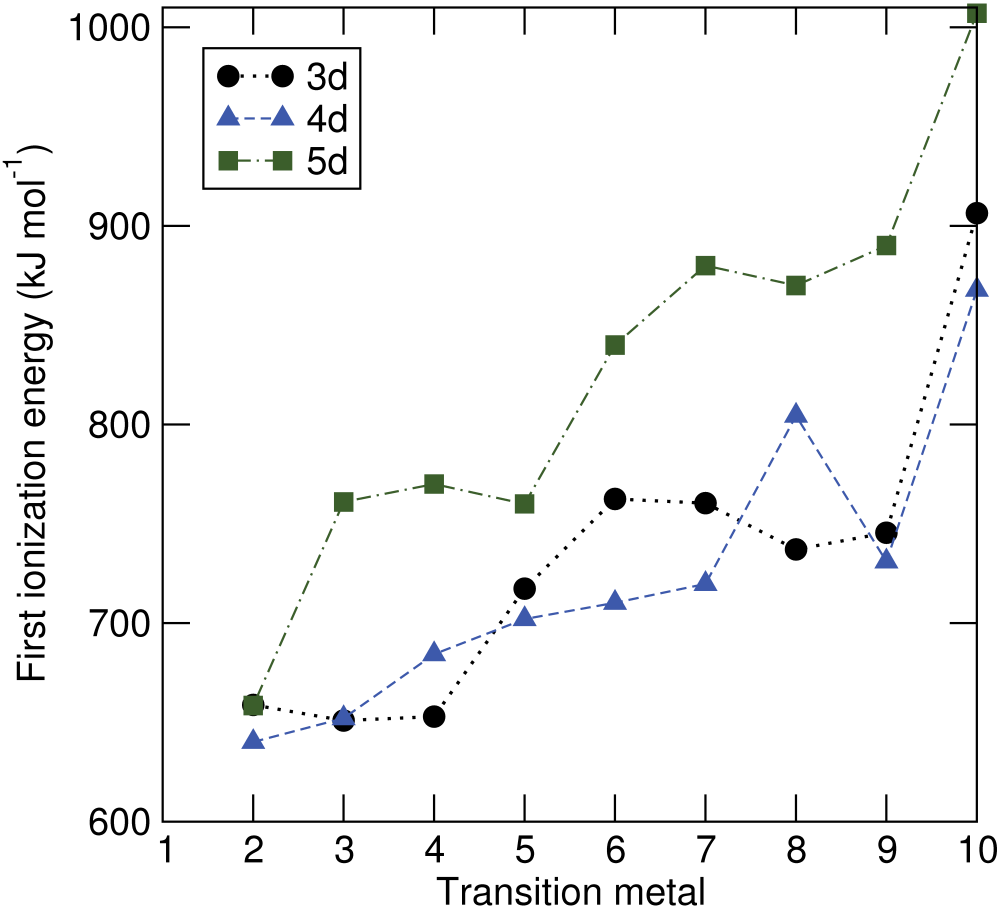 1000
900
800
700
600
First ionization energy (kJ mol⁻¹)
3d
4d
5d
1 2 3 4 5 6 7 8 9 10
Transition metal